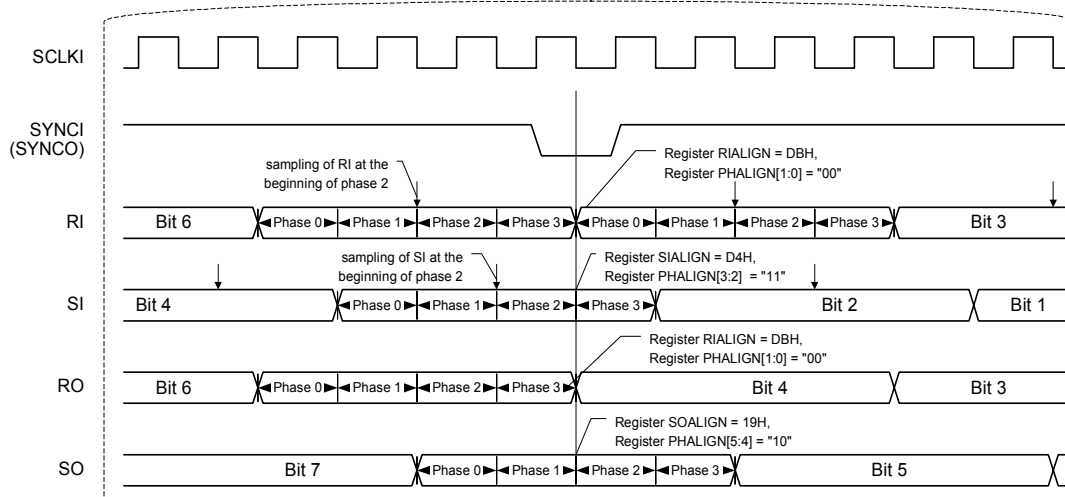 SCLKI
SYNCI
(SYNCO)
sampling of RI at the
beginning of phase 2
Register RIALIGN = DBH,
Register PHALIGN[1:0] = "00"
RI
Bit 6
Phase 0
Phase 1
Phase 2
Phase 3
Phase 0
Phase 1
Phase 2
Phase 3
Bit 3
sampling of SI at the
beginning of phase 2
Register SIALIGN = D4H,
Register PHALIGN[3:2] = "11"
SI
Bit 4
Phase 0
Phase 1
Phase 2
Phase 3
Bit 2
Bit 1
Register RIALIGN = DBH,
Register PHALIGN[1:0] = "00"
RO
Bit 6
Phase 0
Phase 1
Phase 2
Phase 3
Bit 4
Bit 3
Register SOALIGN = 19H,
Register PHALIGN[5:4] = "10"
SO
Bit 7
Phase 0
Phase 1
Phase 2
Phase 3
Bit 5